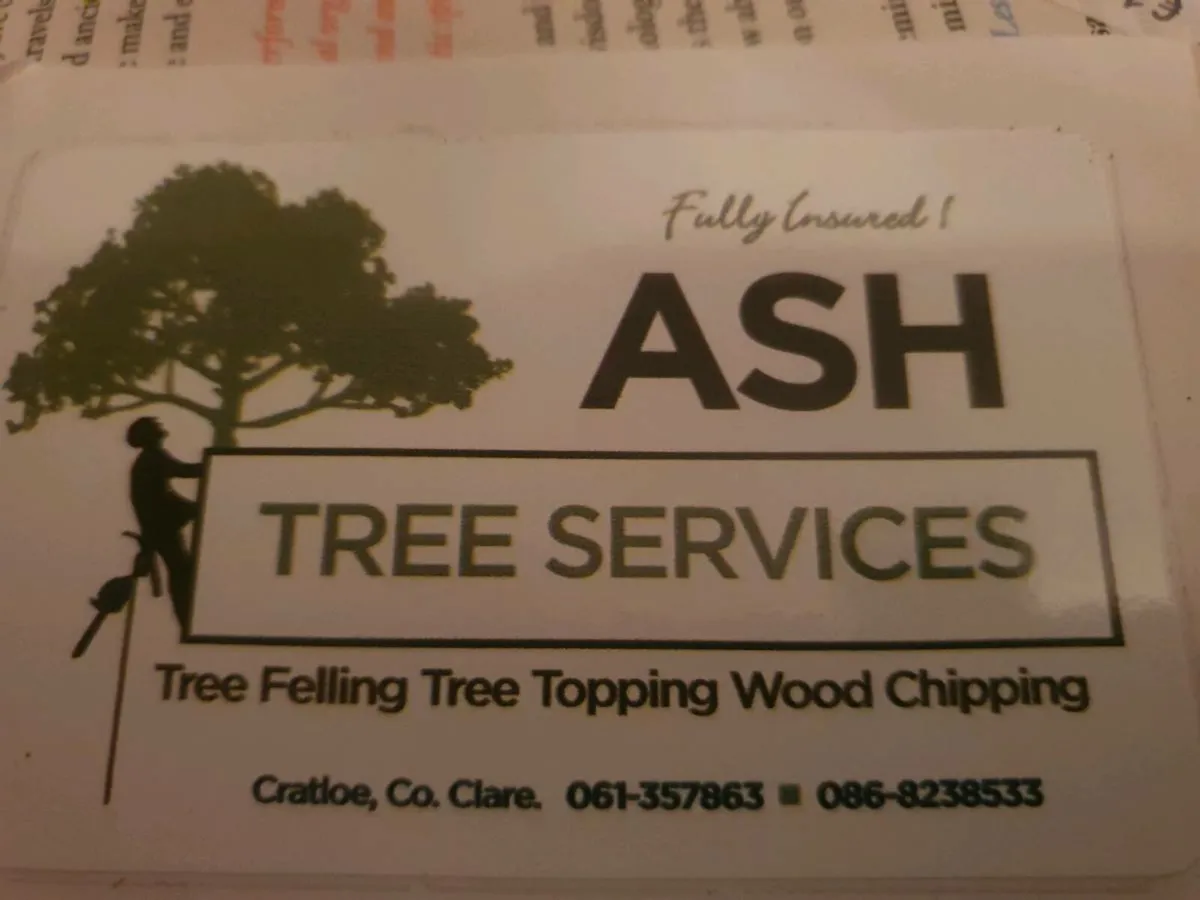 Fully Insured !
ASH
TREE SERVICES
Tree Felling Tree Topping Wood Chipping
Cratloe, Co. Clare. 061-357863 ▪ 086-8238533